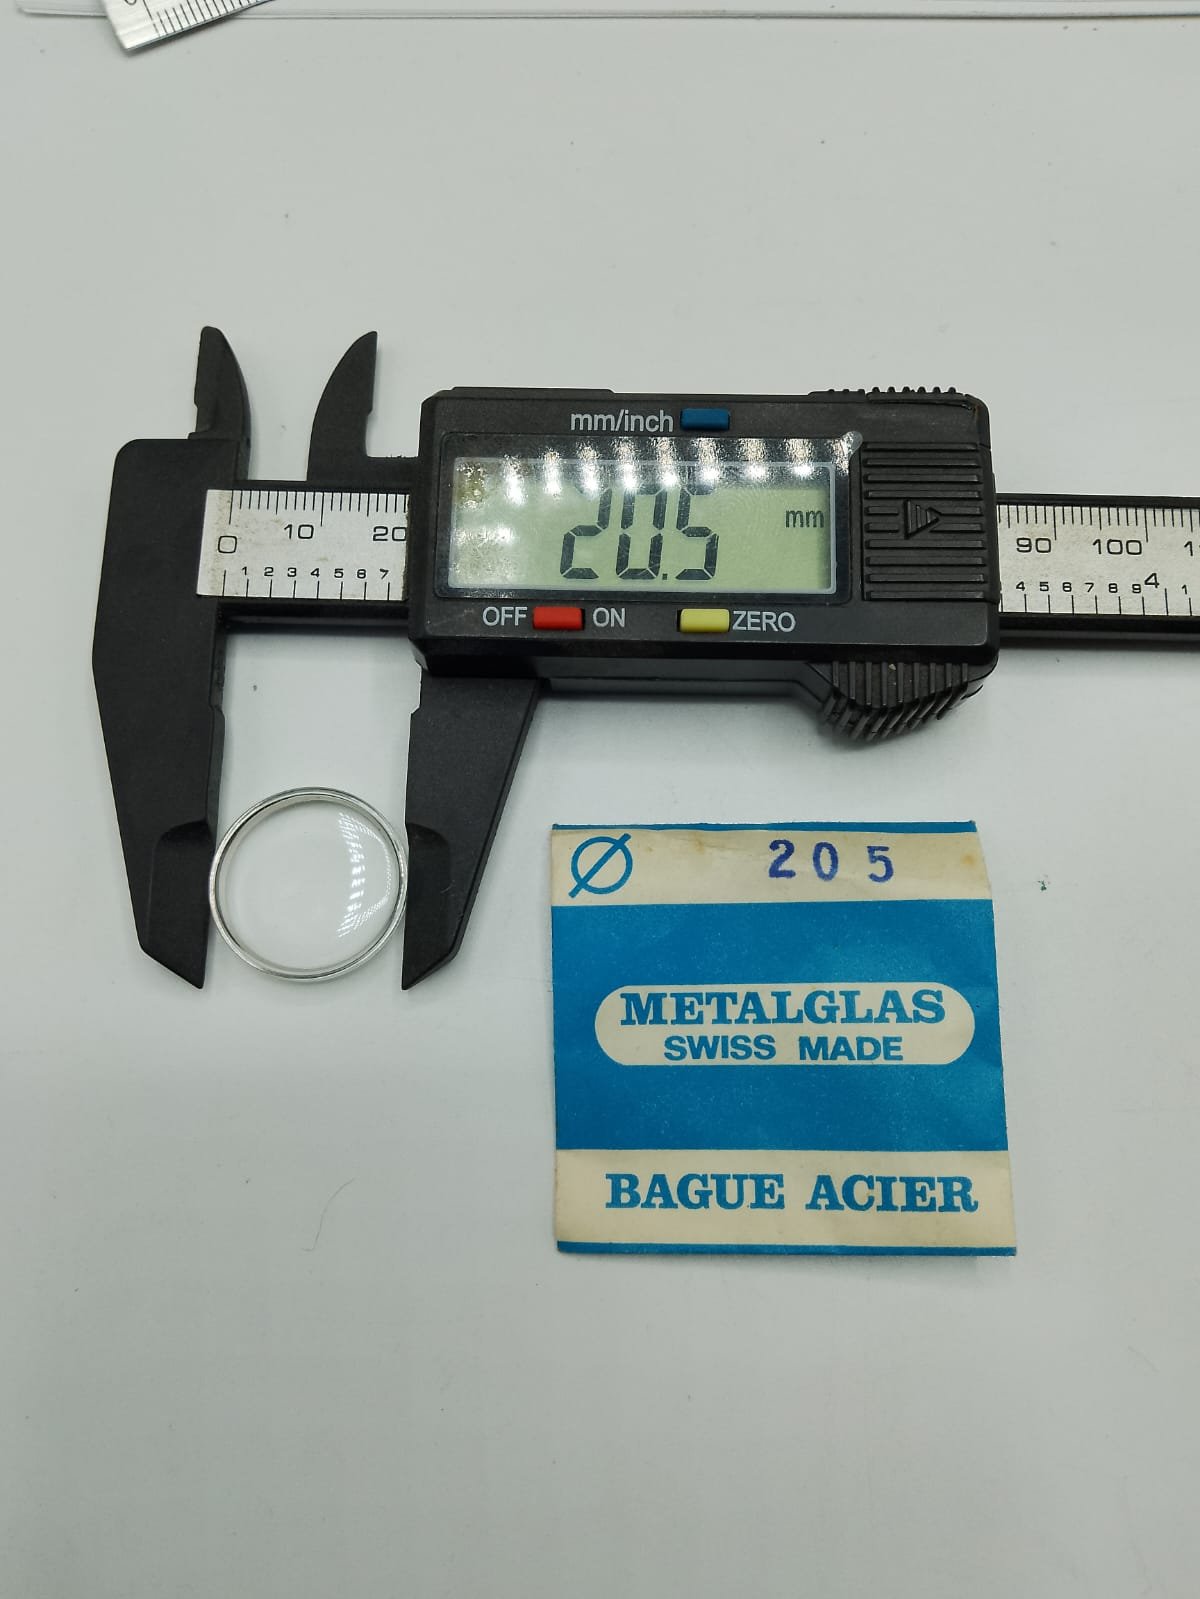 mm/inch
20.5 mm
OFF ON ZERO
0 10 20
1 2 3 4 5 6 7
90 100
4 5 6 7 8 9 4 1
Ø 205
METALGLAS
SWISS MADE
BAGUE ACIER